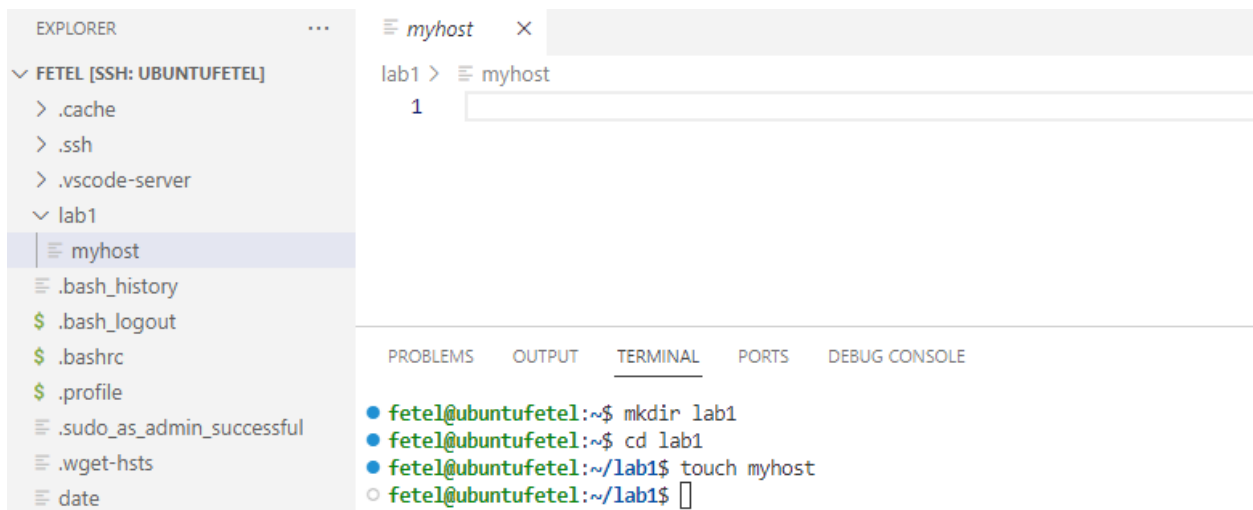 EXPLORER ···
FETEL [SSH: UBUNTUFETEL]
.cache
.ssh
.vscode-server
lab1
myhost
.bash_history
$ .bash_logout
$ .bashrc
$ .profile
.sudo_as_admin_successful
.wget-hsts
date
myhost ×
lab1 > myhost
1
PROBLEMS OUTPUT TERMINAL PORTS DEBUG CONSOLE
fetel@ubuntufetel:~$ mkdir lab1
fetel@ubuntufetel:~$ cd lab1
fetel@ubuntufetel:~/lab1$ touch myhost
fetel@ubuntufetel:~/lab1$